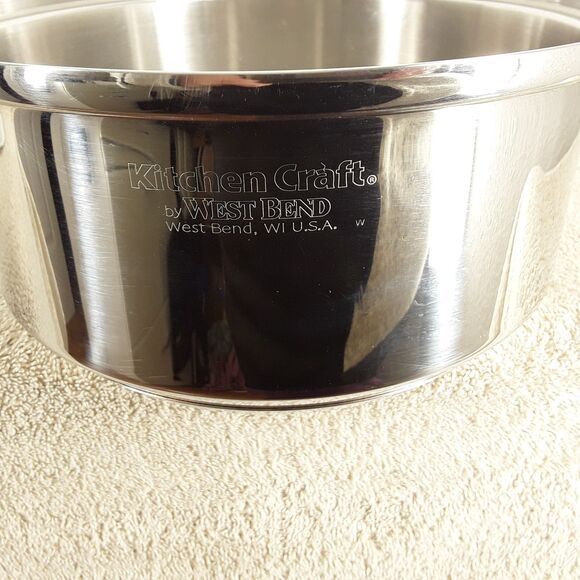 Kitchen Craft®
by WEST BEND
West Bend, WI U.S.A. W